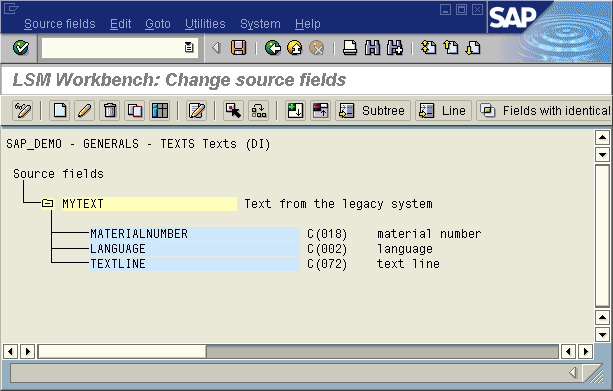 Source fields Edit Goto Utilities System Help
SAP
LSM Workbench: Change source fields
Subtree Line Fields with identical
SAP_DEMO - GENERALS - TEXTS Texts (DI)
Source fields
MYTEXT Text from the legacy system
MATERIALNUMBER C(018) material number
LANGUAGE C(002) language
TEXTLINE C(072) text line